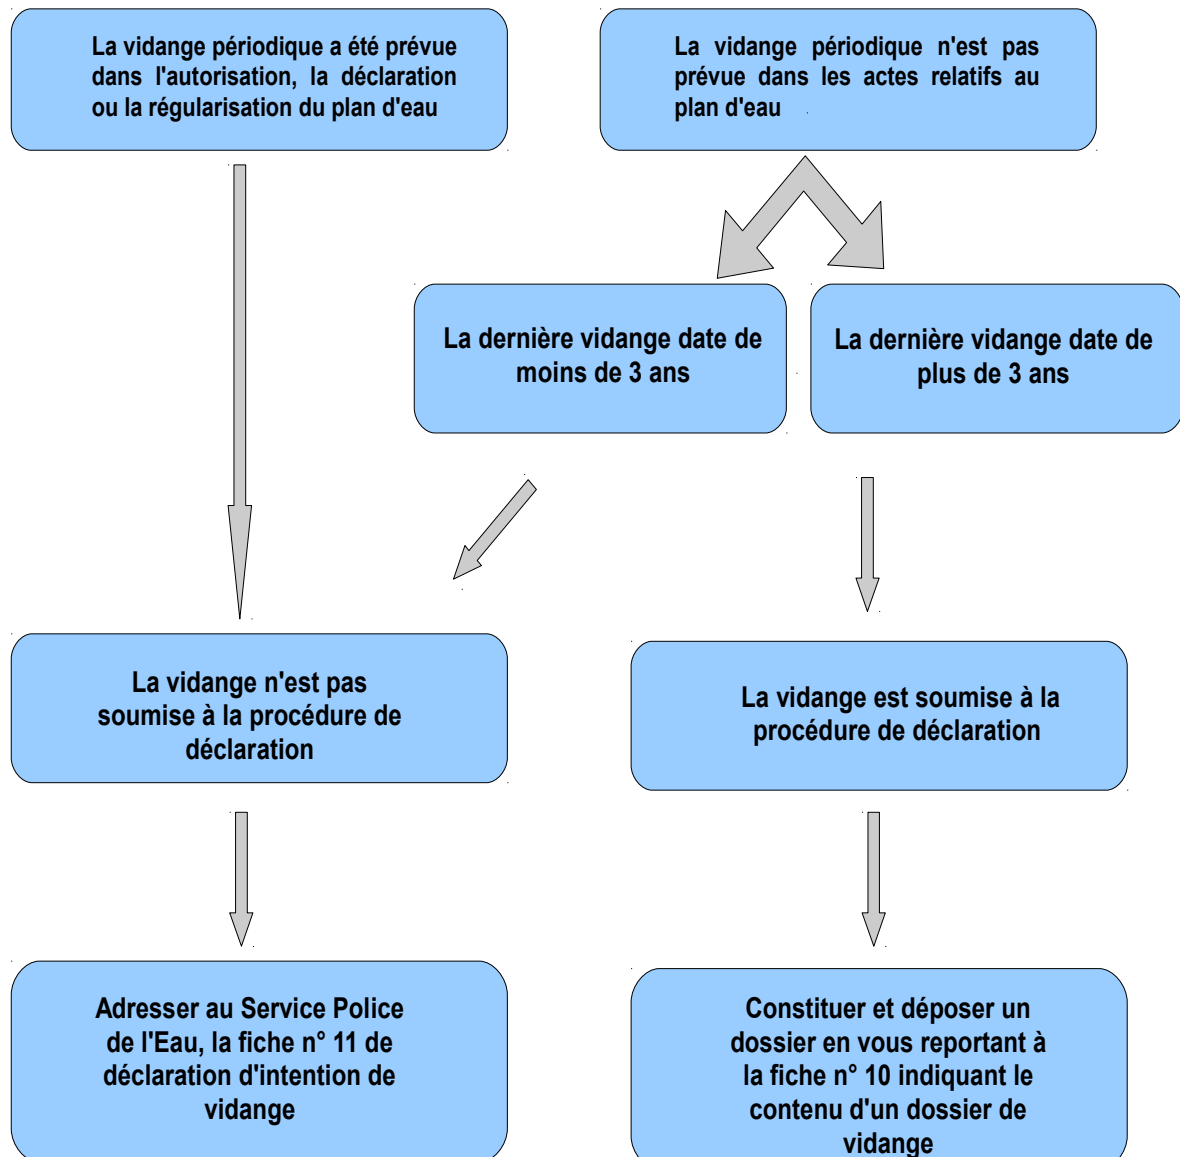 La vidange périodique a été prévue
dans l'autorisation, la déclaration
ou la régularisation du plan d'eau
La vidange périodique n'est pas
prévue dans les actes relatifs au
plan d'eau
La dernière vidange date de
moins de 3 ans
La dernière vidange date de
plus de 3 ans
La vidange n'est pas
soumise à la procédure de
déclaration
La vidange est soumise à la
procédure de déclaration
Adresser au Service Police
de l'Eau, la fiche n° 11 de
déclaration d'intention de
vidange
Constituer et déposer un
dossier en vous reportant à
la fiche n° 10 indiquant le
contenu d'un dossier de
vidange